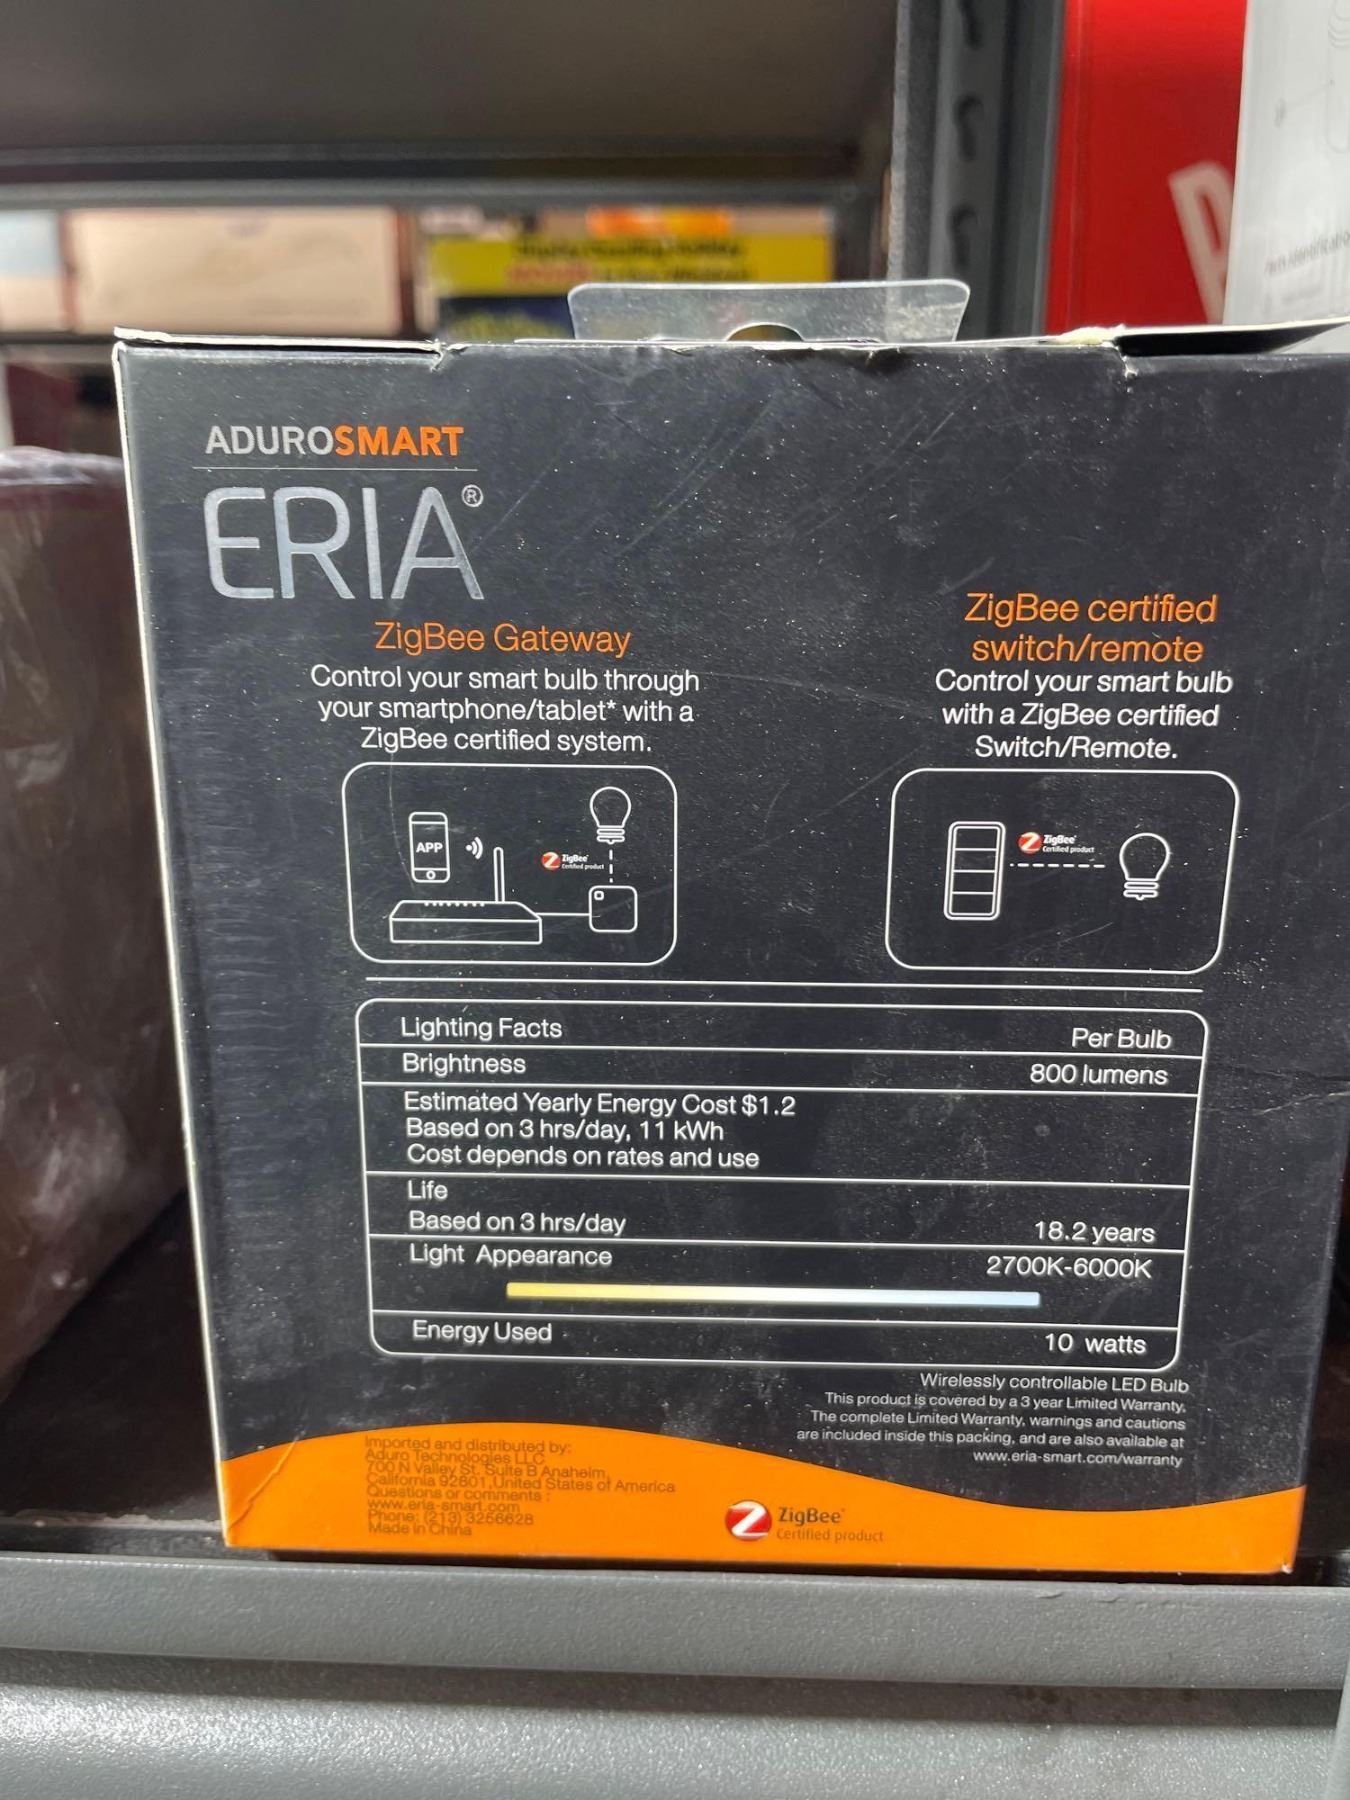 ADUROSMART
ERIA®
ZigBee Gateway
Control your smart bulb through
your smartphone/tablet* with a
ZigBee certified system.
APP
ZigBee
Certified product
ZigBee certified
switch/remote
Control your smart bulb
with a ZigBee certified
Switch/Remote.
ZigBee
Certified product
Lighting Facts Per Bulb
Brightness 800 lumens
Estimated Yearly Energy Cost $1.2
Based on 3 hrs/day, 11 kWh
Cost depends on rates and use
Life
Based on 3 hrs/day 18.2 years
Light Appearance 2700K-6000K
Energy Used 10 watts
Wirelessly controllable LED Bulb
This product is covered by a 3 year Limited Warranty,
The complete Limited Warranty, warnings and cautions
are included inside this packing, and are also available at
www.eria-smart.com/warranty
Imported and distributed by:
Aduro Technologies LLC
700 N Valley St. Suite B Anaheim,
California 92801, United States of America
Questions or comments :
www.eria-smart.com
Phone: (213) 3256628
Made in China
ZigBee
Certified product